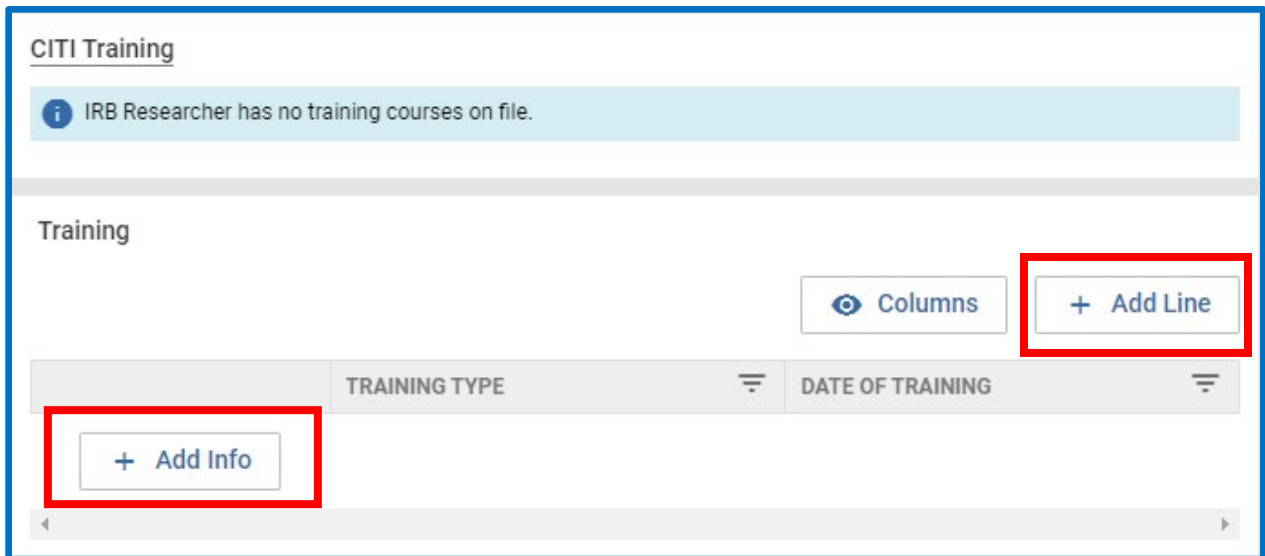 CITI Training
IRB Researcher has no training courses on file.
Training
Columns
+ Add Line
TRAINING TYPE
DATE OF TRAINING
+ Add Info